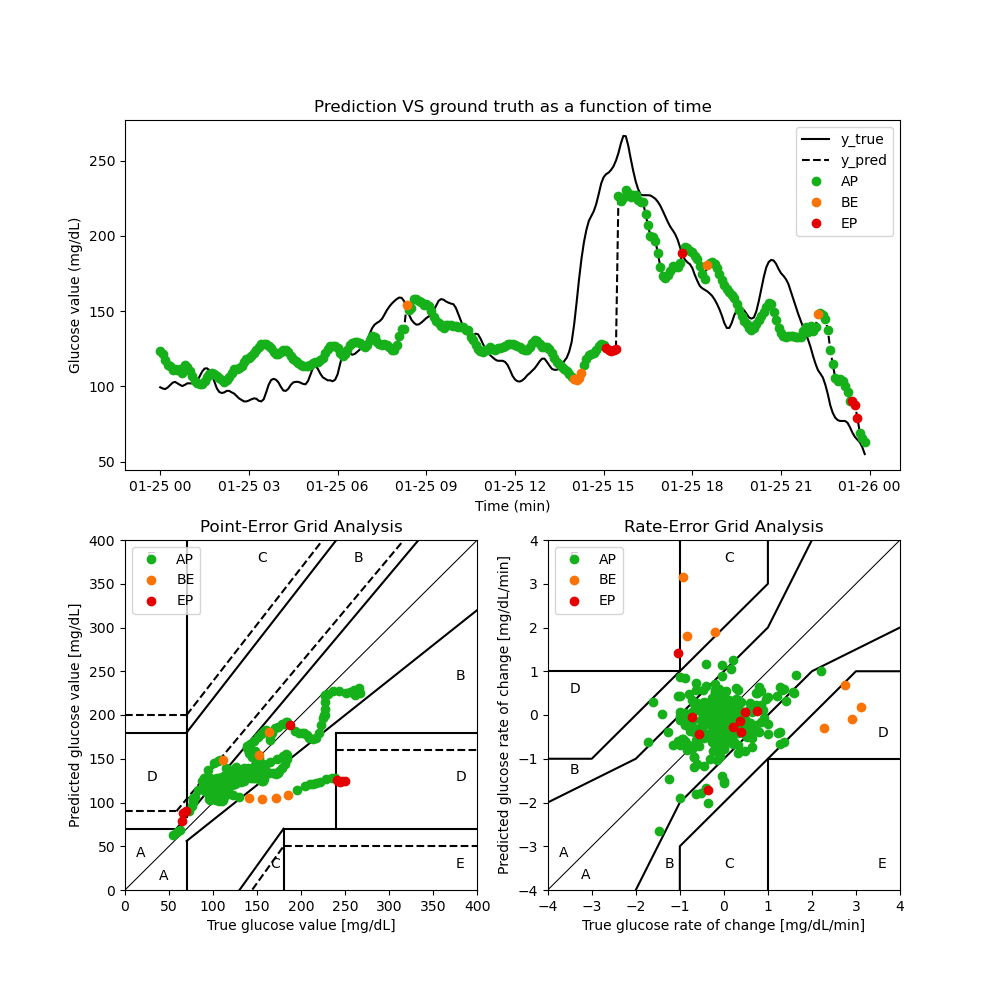 Prediction VS ground truth as a function of time
Glucose value (mg/dL)
250
200
150
100
50
y_true
y_pred
AP
BE
EP
01-25 00 01-25 03 01-25 06 01-25 09 01-25 12 01-25 15 01-25 18 01-25 21 01-26 00
Time (min)
Point-Error Grid Analysis
Predicted glucose value [mg/dL]
400
350
300
250
200
150
100
50
0
AP
BE
EP
C
B
B
D
D
A
A
C
E
0 50 100 150 200 250 300 350 400
True glucose value [mg/dL]
Rate-Error Grid Analysis
Predicted glucose rate of change [mg/dL/min]
4
3
2
1
0
−1
−2
−3
−4
AP
BE
EP
C
D
D
B
A
A
B
C
E
−4 −3 −2 −1 0 1 2 3 4
True glucose rate of change [mg/dL/min]